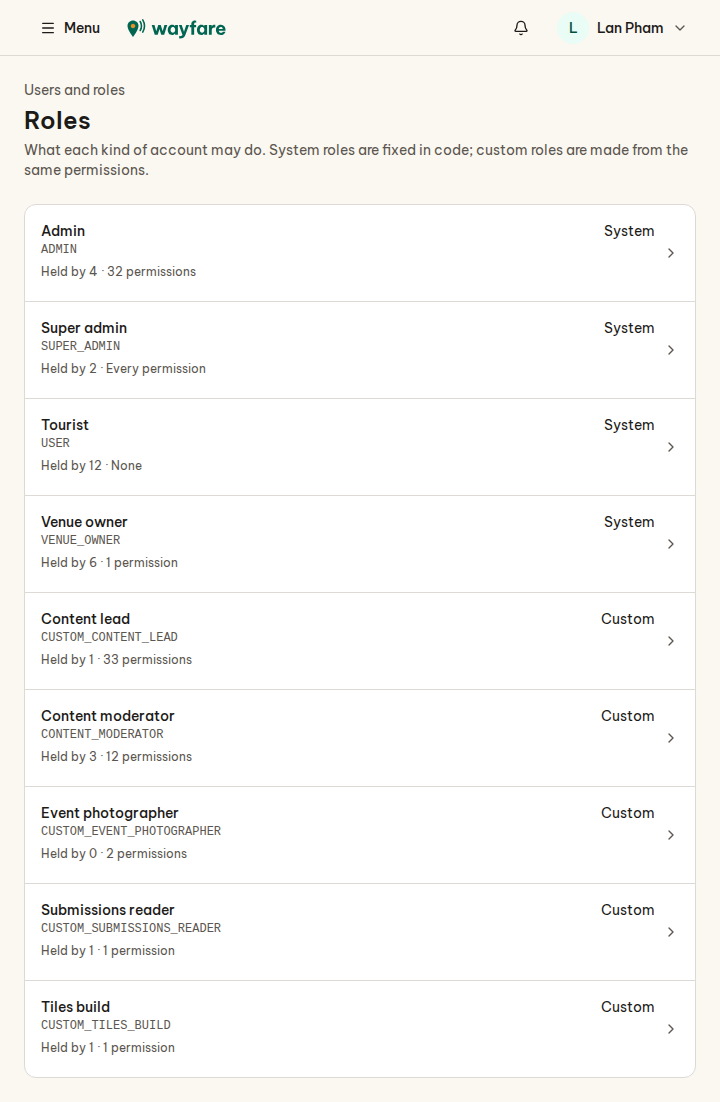 Menu
wayfare
L
Lan Pham
Users and roles
Roles
What each kind of account may do. System roles are fixed in code; custom roles are made from the
same permissions.
Admin
System
ADMIN
Held by 4 · 32 permissions
Super admin
System
SUPER_ADMIN
Held by 2 · Every permission
Tourist
System
USER
Held by 12 · None
Venue owner
System
VENUE_OWNER
Held by 6 · 1 permission
Content lead
Custom
CUSTOM_CONTENT_LEAD
Held by 1 · 33 permissions
Content moderator
Custom
CONTENT_MODERATOR
Held by 3 · 12 permissions
Event photographer
Custom
CUSTOM_EVENT_PHOTOGRAPHER
Held by 0 · 2 permissions
Submissions reader
Custom
CUSTOM_SUBMISSIONS_READER
Held by 1 · 1 permission
Tiles build
Custom
CUSTOM_TILES_BUILD
Held by 1 · 1 permission